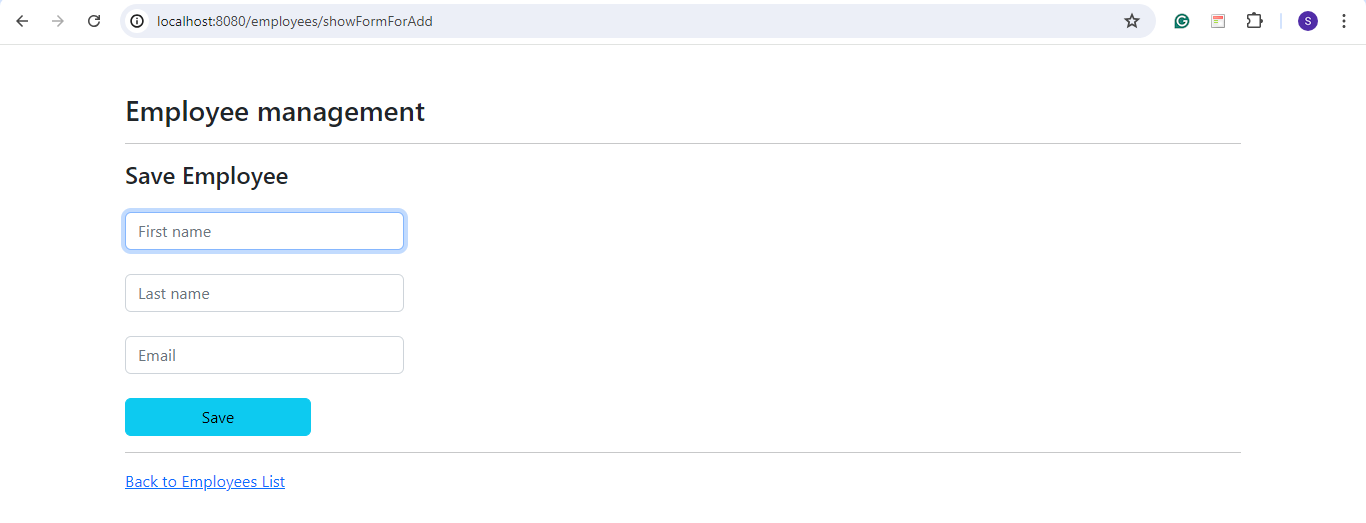 localhost:8080/employees/showFormForAdd
S
Employee management
Save Employee
First name
Last name
Email
Save
Back to Employees List